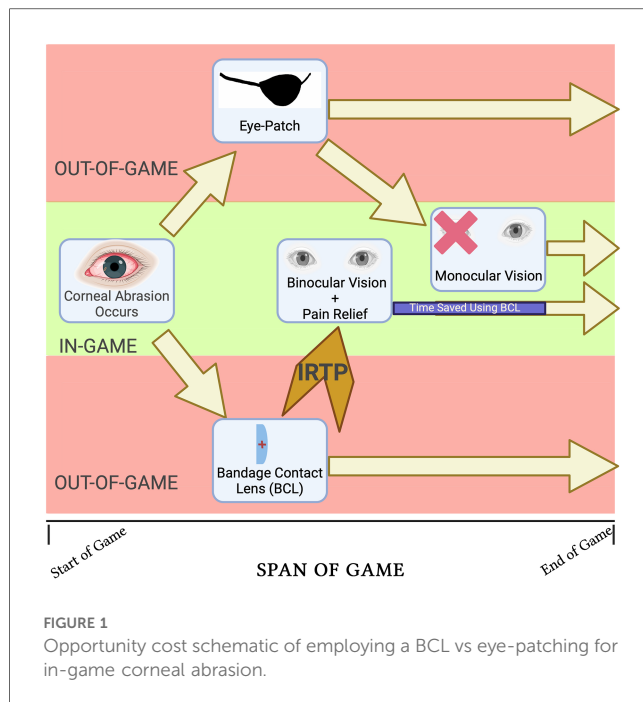 Eye-Patch
OUT-OF-GAME
Corneal Abrasion
Occurs
Binocular Vision
+
Pain Relief
Monocular Vision
Time Saved Using BCL
IN-GAME
IRTP
Bandage Contact
Lens (BCL)
OUT-OF-GAME
Start of Game
SPAN OF GAME
End of Game
FIGURE 1
Opportunity cost schematic of employing a BCL vs eye-patching for
in-game corneal abrasion.